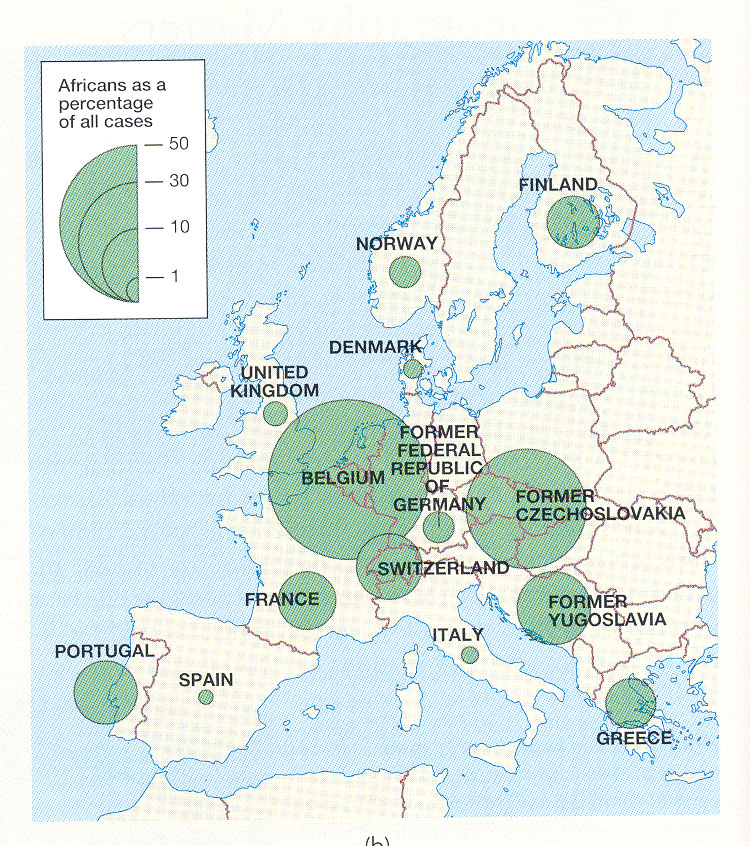 Africans as a
percentage
of all cases
50
30
10
1
FINLAND
NORWAY
DENMARK
UNITED
KINGDOM
FORMER
FEDERAL
REPUBLIC
OF
GERMANY
BELGIUM
FORMER
CZECHOSLOVAKIA
SWITZERLAND
FRANCE
FORMER
YUGOSLAVIA
ITALY
PORTUGAL
SPAIN
GREECE
(b)